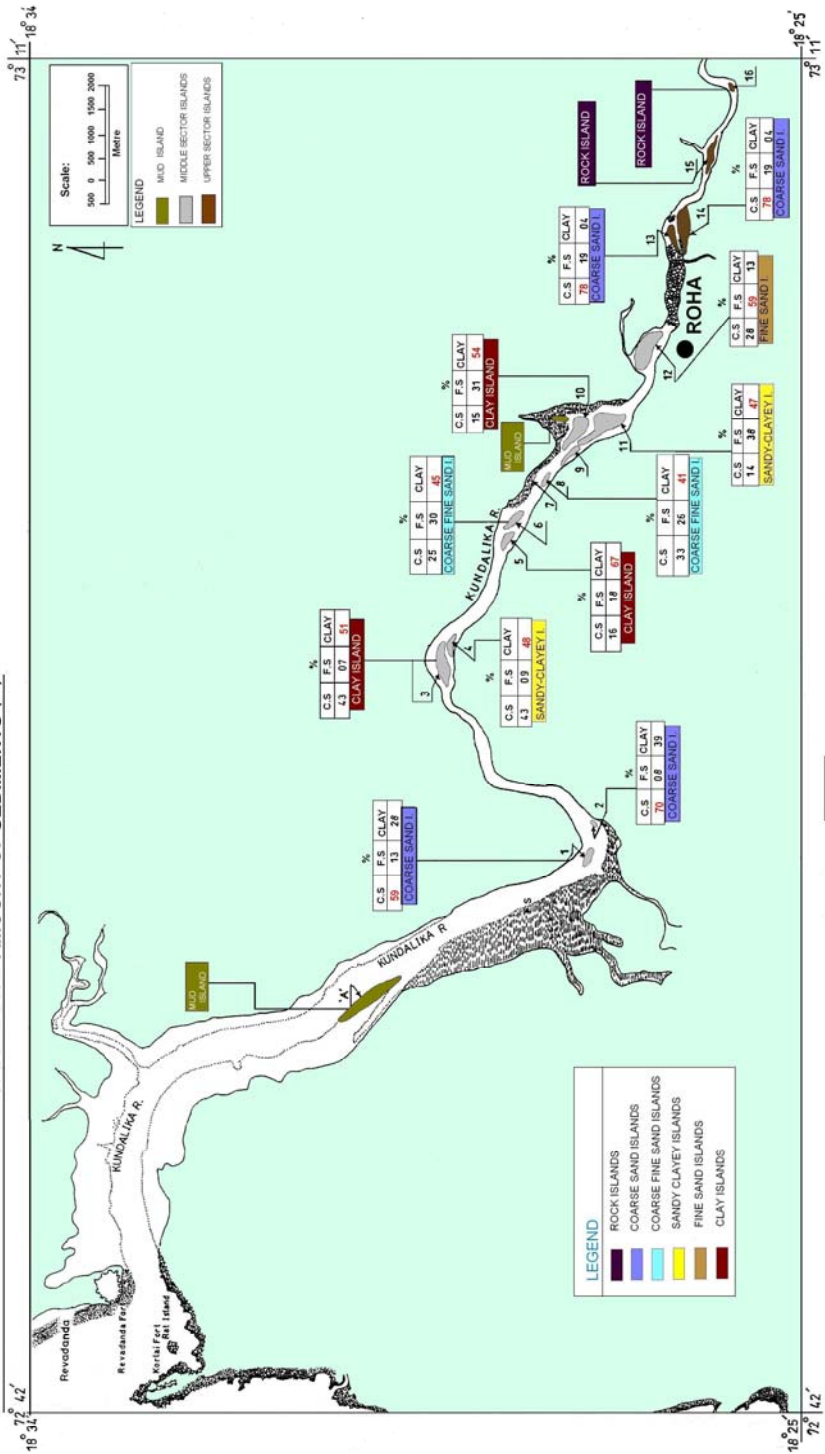 18° 34'
73° 11'
72° 42'
18° 34'
Scale:
500 0 500 1000 1500 2000
Metre
N
LEGEND
MUD ISLAND
MIDDLE SECTOR ISLANDS
UPPER SECTOR ISLANDS
Revadanda
Revadanda Fort
Korlai Fort
Rat Island
KUNDALIKA R.
MUD ISLAND
'A'
KUNDALIKA R
%
C.S F.S CLAY
59 13 28
COARSE SAND I.
1
2
%
C.S F.S CLAY
70 08 39
COARSE SAND I.
%
C.S F.S CLAY
43 07 51
CLAY ISLAND
3
4
%
C.S F.S CLAY
43 09 48
SANDY-CLAYEY I.
KUNDALIKA R.
%
C.S F.S CLAY
25 30 45
COARSE FINE SAND I.
5
6
7
8
9
%
C.S F.S CLAY
16 18 67
CLAY ISLAND
%
C.S F.S CLAY
33 26 41
COARSE FINE SAND I.
MUD ISLAND
%
C.S F.S CLAY
15 31 54
CLAY ISLAND
10
11
%
C.S F.S CLAY
14 38 47
SANDY-CLAYEY I.
12
ROHA
%
C.S F.S CLAY
28 59 13
FINE SAND I.
%
C.S F.S CLAY
78 19 04
COARSE SAND I.
13
14
%
C.S F.S CLAY
78 19 04
COARSE SAND I.
ROCK ISLAND
15
ROCK ISLAND
16
LEGEND
ROCK ISLANDS
COARSE SAND ISLANDS
COARSE FINE SAND ISLANDS
SANDY CLAYEY ISLANDS
FINE SAND ISLANDS
CLAY ISLANDS
18° 25'
72° 42'
18° 25'
73° 11'